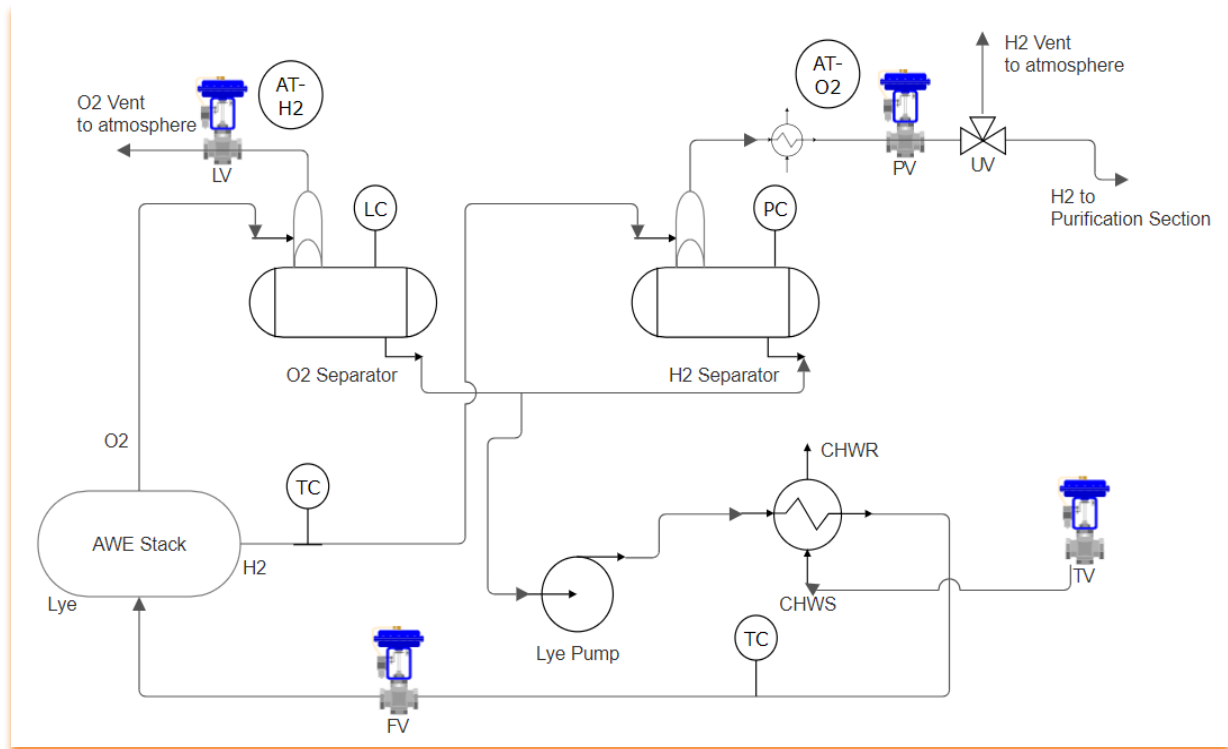 H2 Vent
to atmosphere
AT-
H2
AT-
O2
O2 Vent
to atmosphere
LV
PV
UV
H2 to
Purification Section
LC
PC
O2 Separator
H2 Separator
O2
TC
CHWR
AWE Stack
H2
Lye
TV
CHWS
Lye Pump
TC
FV